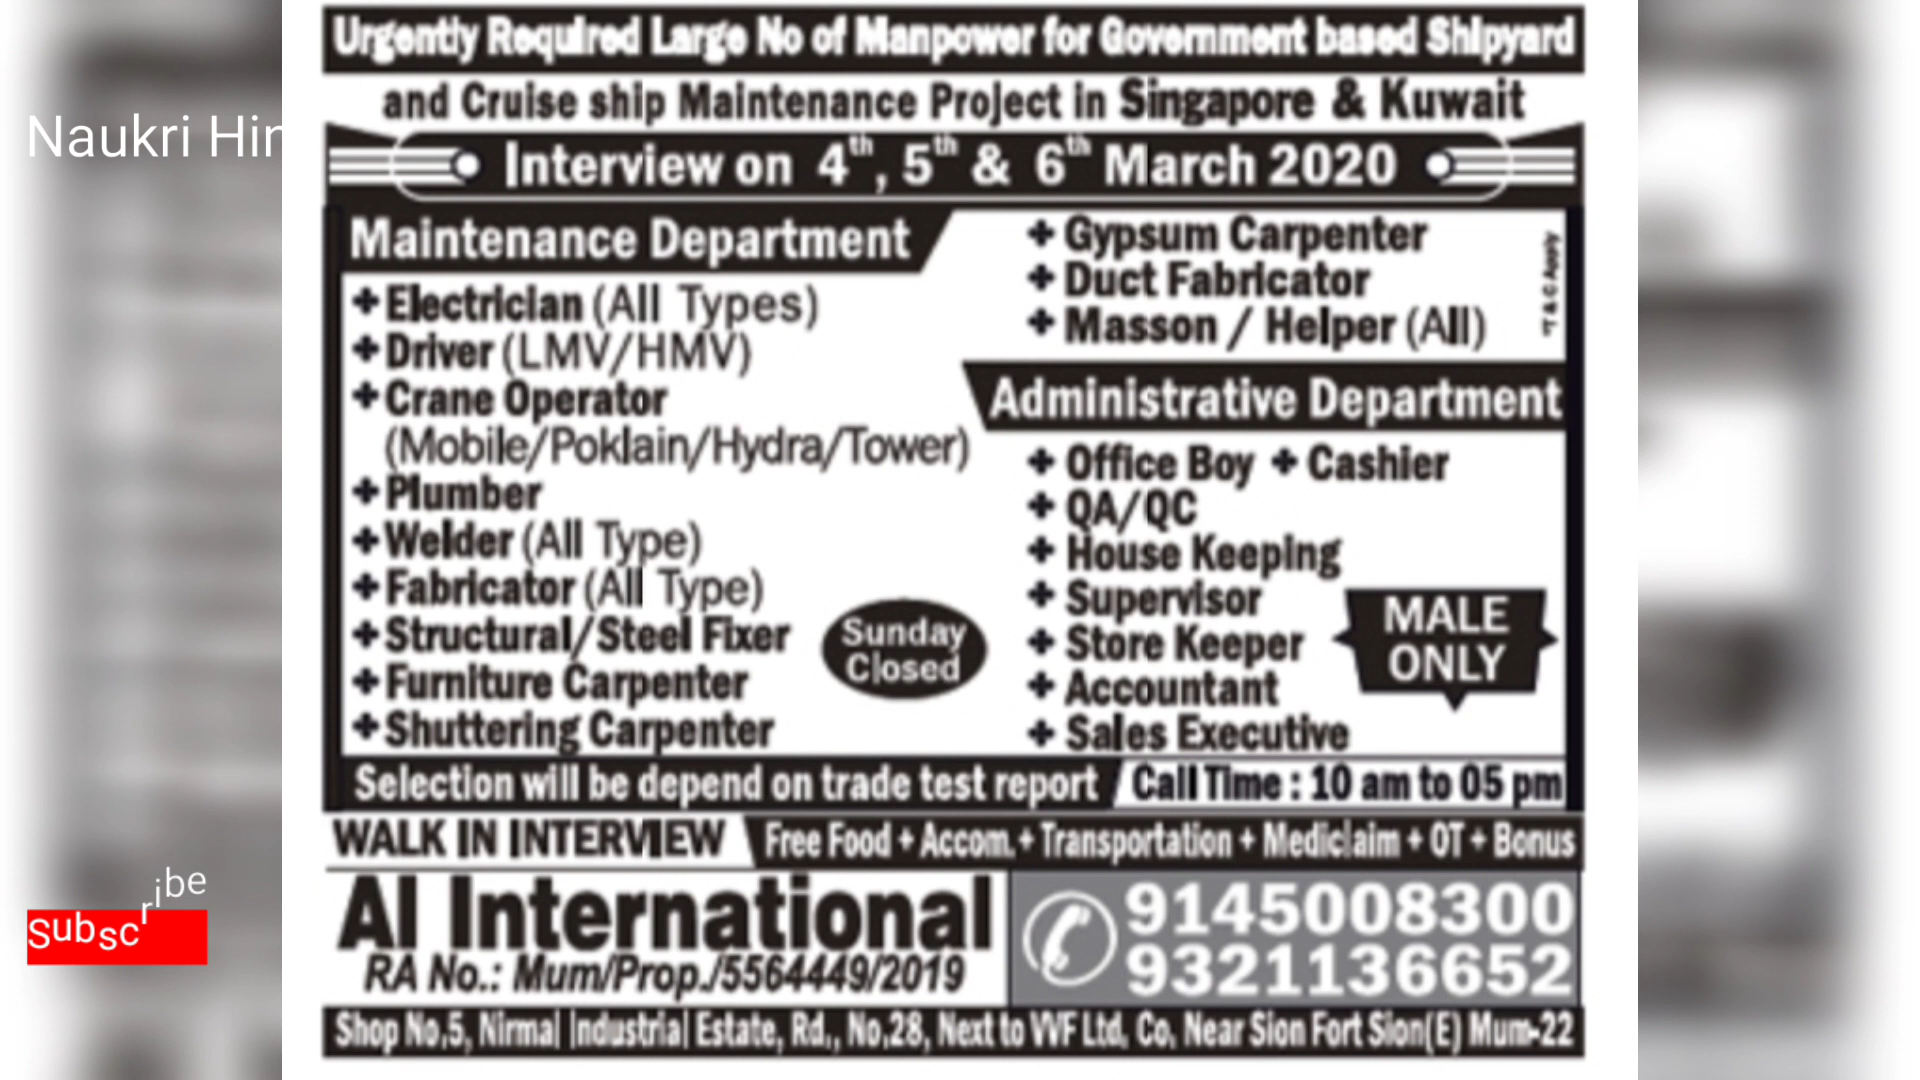 Urgently Required Large No of Manpower for Government based Shipyard
and Cruise ship Maintenance Project in Singapore & Kuwait
Naukri Hin
Interview on 4th, 5th & 6th March 2020
Maintenance Department
+ Electrician (All Types)
+ Driver (LMV/HMV)
+ Crane Operator
(Mobile/Poklain/Hydra/Tower)
+ Plumber
+ Welder (All Type)
+ Fabricator (All Type)
+ Structural/Steel Fixer
+ Furniture Carpenter
+ Shuttering Carpenter
Sunday
Closed
+ Gypsum Carpenter
+ Duct Fabricator
+ Masson / Helper (All)
*T & C Apply
Administrative Department
+ Office Boy + Cashier
+ QA/QC
+ House Keeping
+ Supervisor
+ Store Keeper
+ Accountant
+ Sales Executive
MALE
ONLY
Selection will be depend on trade test report
Call Time : 10 am to 05 pm
WALK IN INTERVIEW
Free Food + Accom. + Transportation + Mediclaim + OT + Bonus
Subscribe
Al International
RA No.: Mum/Prop./5564449/2019
9145008300
9321136652
Shop No.5, Nirmal Industrial Estate, Rd., No,28, Next to VVF Ltd. Co. Near Sion Fort Sion(E) Mum-22